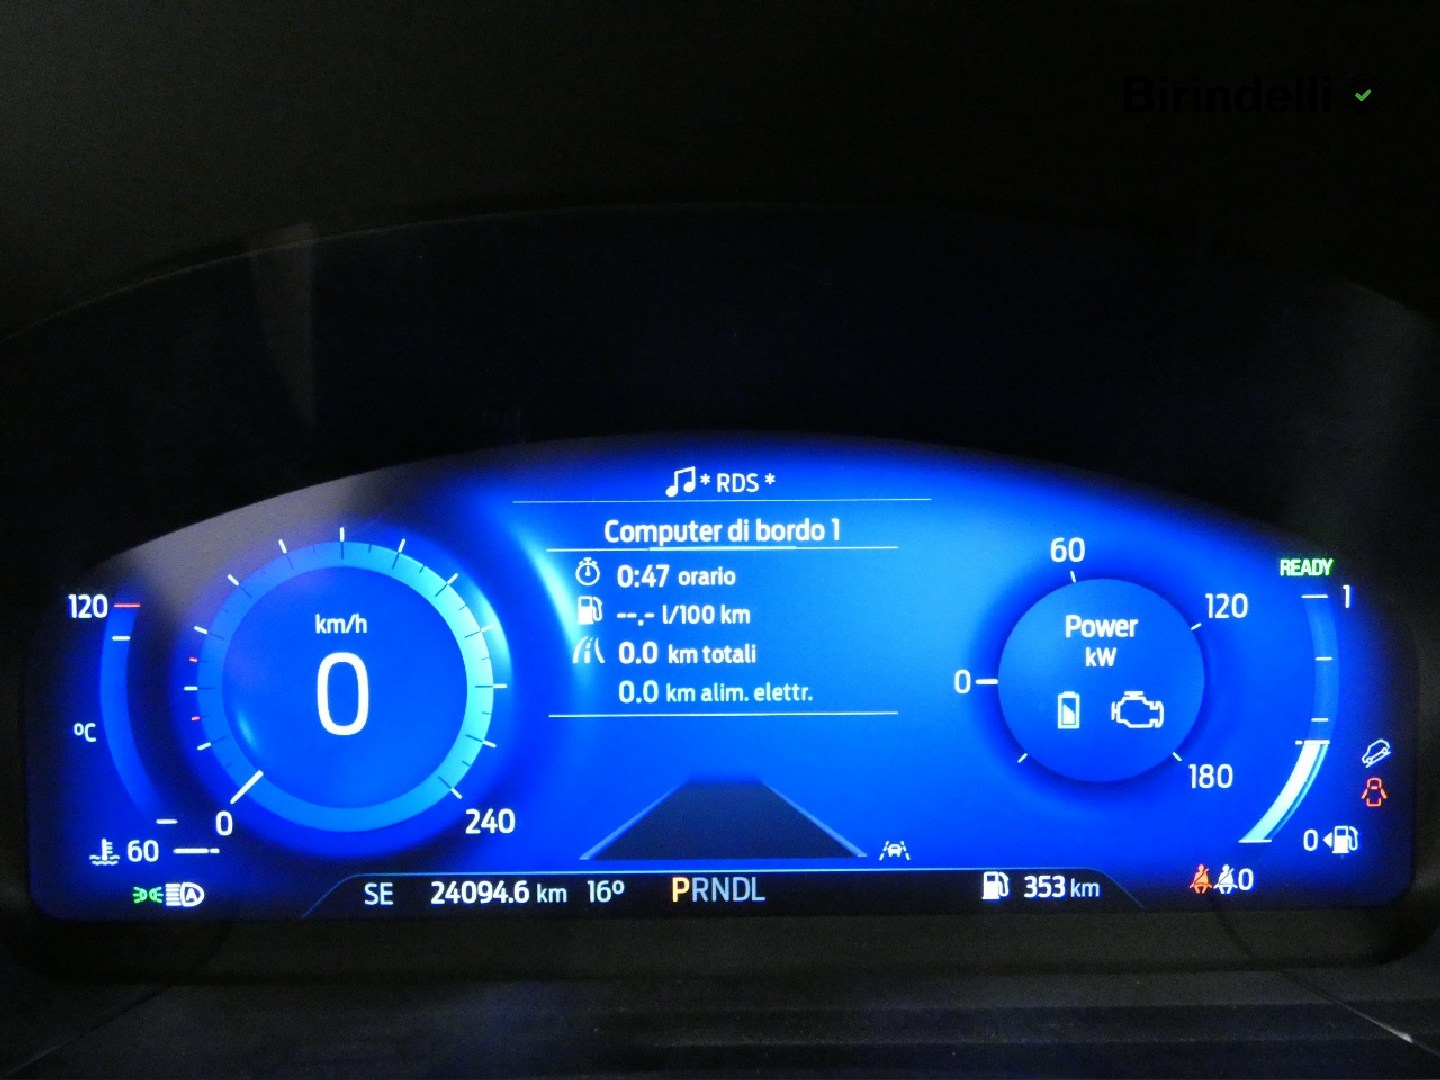 Birindelli
* RDS *
Computer di bordo 1
0:47 orario
--.- l/100 km
0.0 km totali
0.0 km alim. elettr.
120
ºC
60
km/h
0
0
240
60
120
0
180
Power
kW
READY
1
0
0
SE 24094.6 km 16º PRNDL 353 km